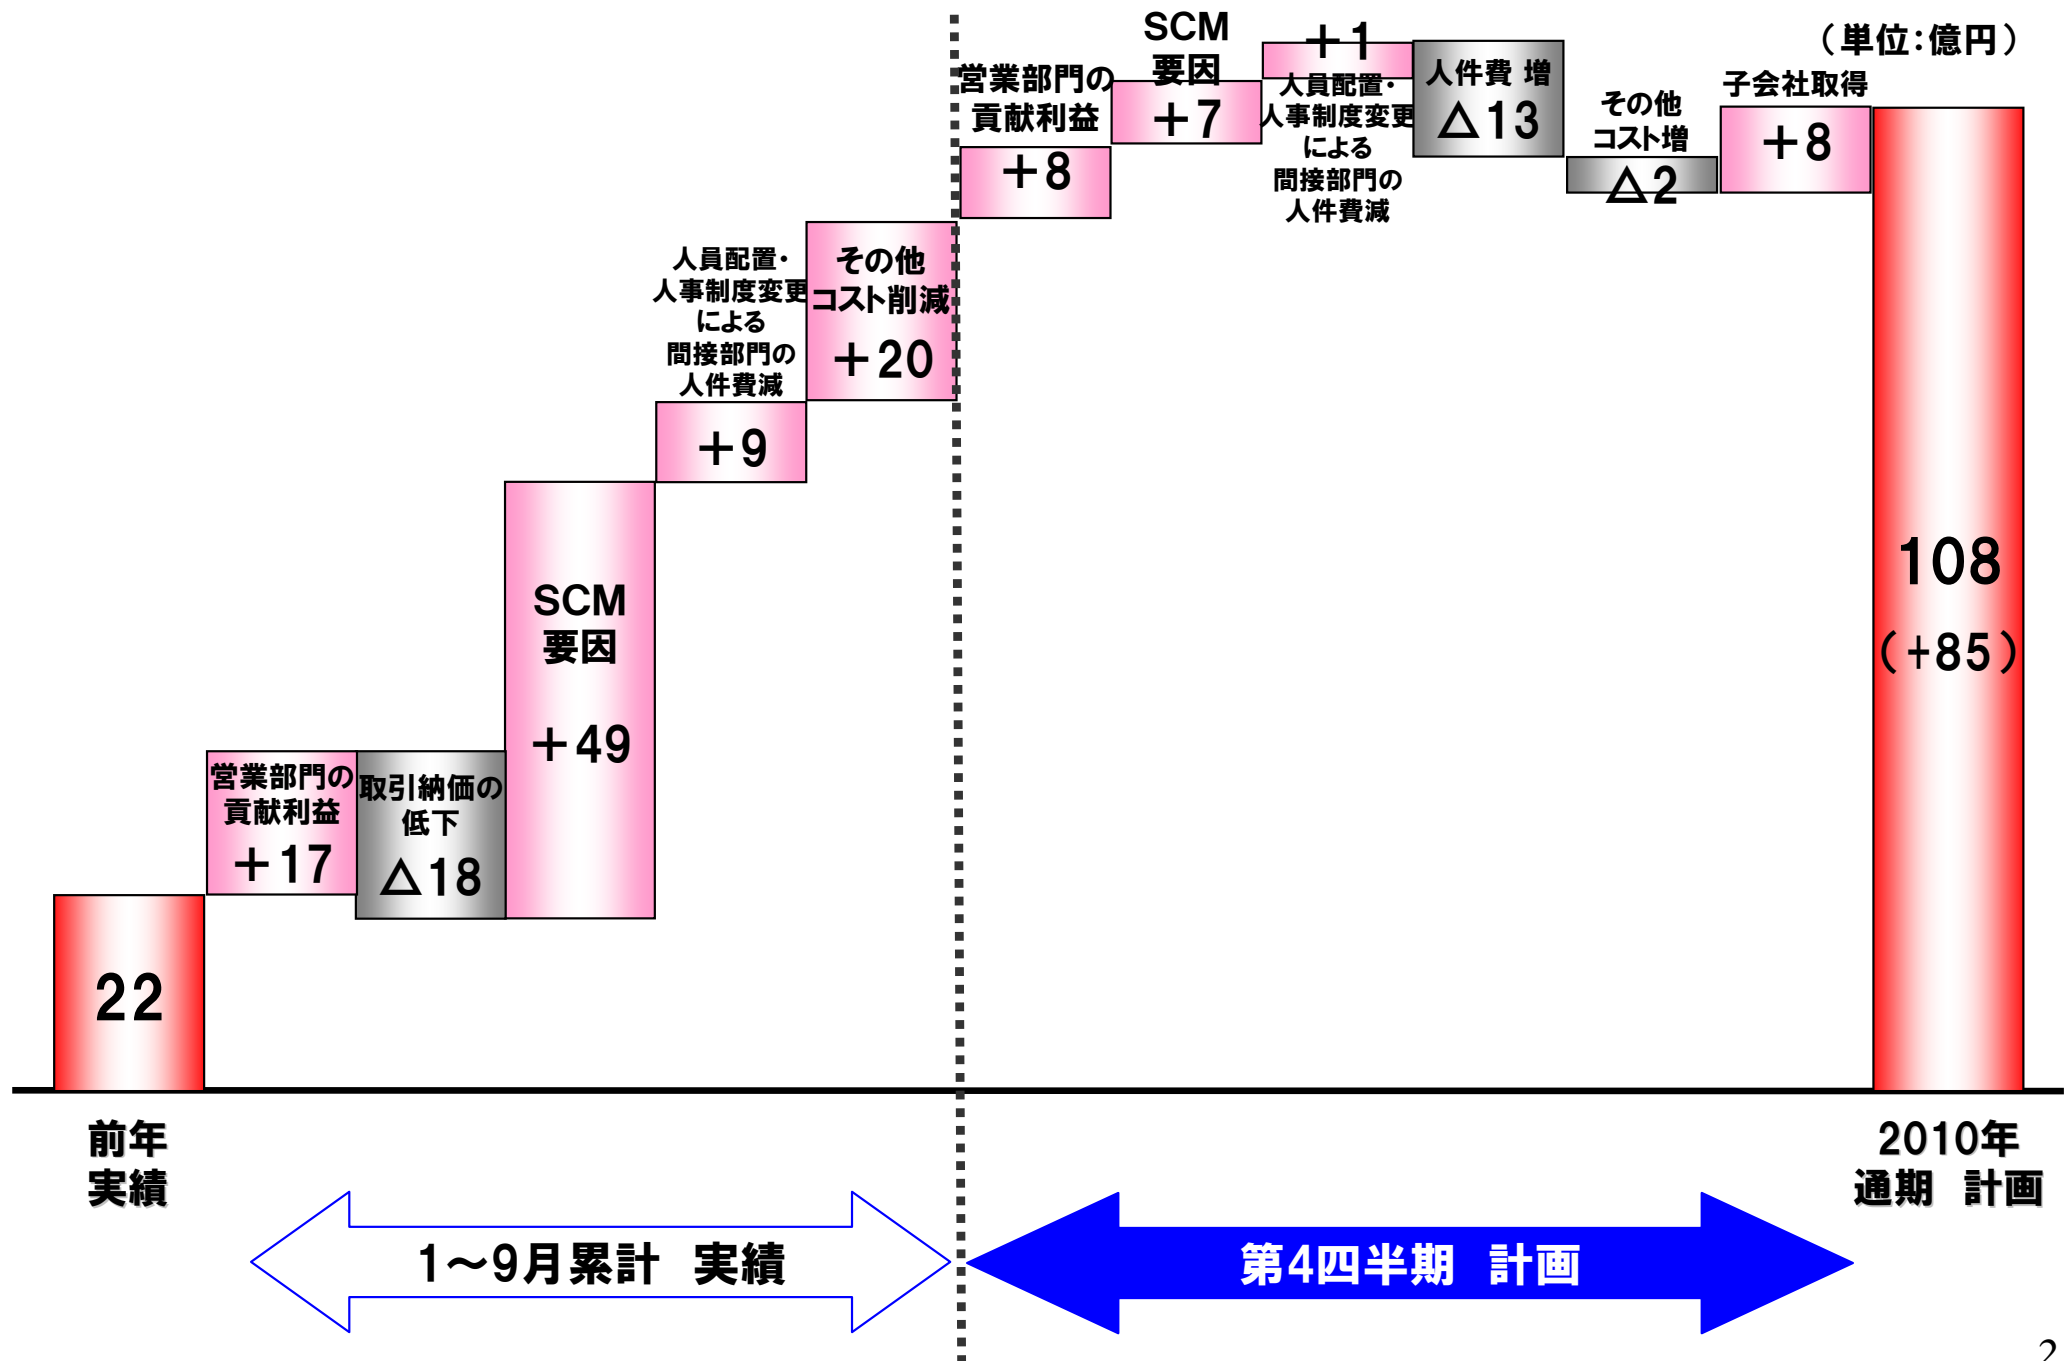 （単位：億円）
前年
実績
22
営業部門の
貢献利益
＋17
取引納価の
低下
△18
SCM
要因
＋49
人員配置・
人事制度変更
による
間接部門の
人件費減
＋9
その他
コスト削減
＋20
営業部門の
貢献利益
＋8
SCM
要因
＋7
＋1
人員配置・
人事制度変更
による
間接部門の
人件費減
人件費 増
△13
その他
コスト増
△2
子会社取得
＋8
108
（+85）
2010年
通期　計画
1～9月累計　実績
第4四半期　計画
2